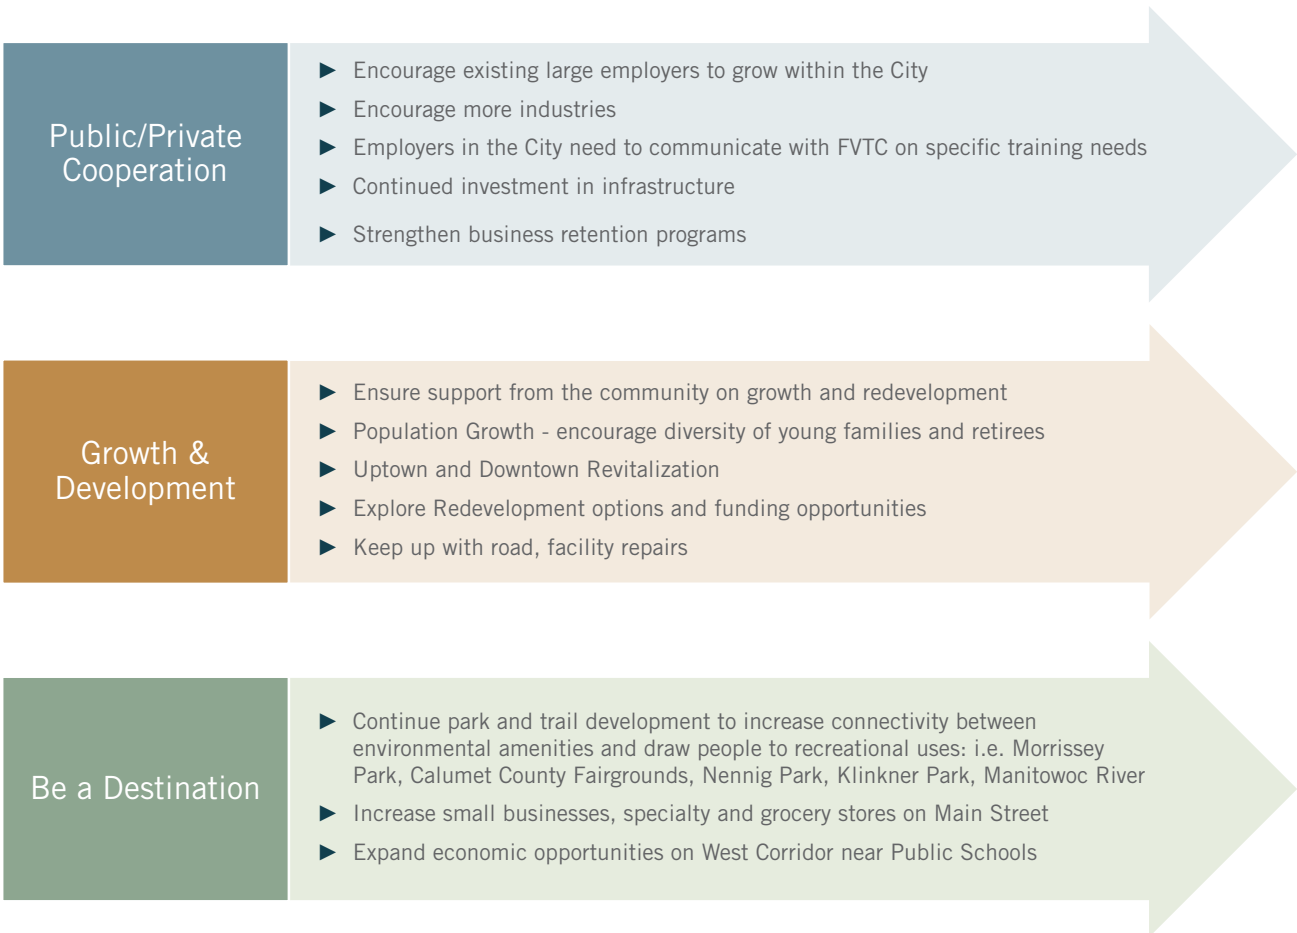 Public/Private
Cooperation
► Encourage existing large employers to grow within the City
► Encourage more industries
► Employers in the City need to communicate with FVTC on specific training needs
► Continued investment in infrastructure
► Strengthen business retention programs
Growth &
Development
► Ensure support from the community on growth and redevelopment
► Population Growth - encourage diversity of young families and retirees
► Uptown and Downtown Revitalization
► Explore Redevelopment options and funding opportunities
► Keep up with road, facility repairs
Be a Destination
► Continue park and trail development to increase connectivity between
environmental amenities and draw people to recreational uses: i.e. Morrissey
Park, Calumet County Fairgrounds, Nennig Park, Klinkner Park, Manitowoc River
► Increase small businesses, specialty and grocery stores on Main Street
► Expand economic opportunities on West Corridor near Public Schools